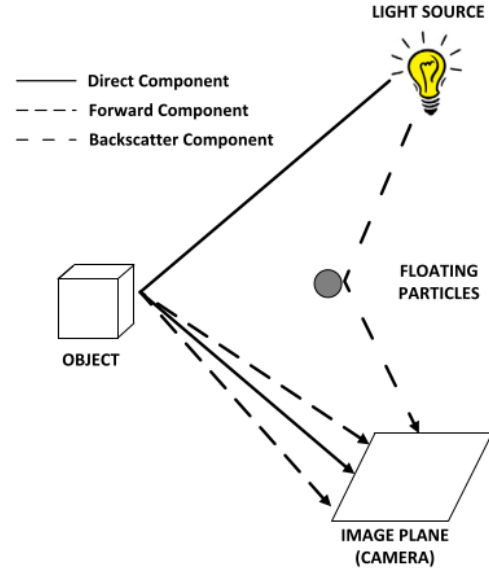 LIGHT SOURCE
Direct Component
Forward Component
Backscatter Component
FLOATING
PARTICLES
OBJECT
IMAGE PLANE
(CAMERA)